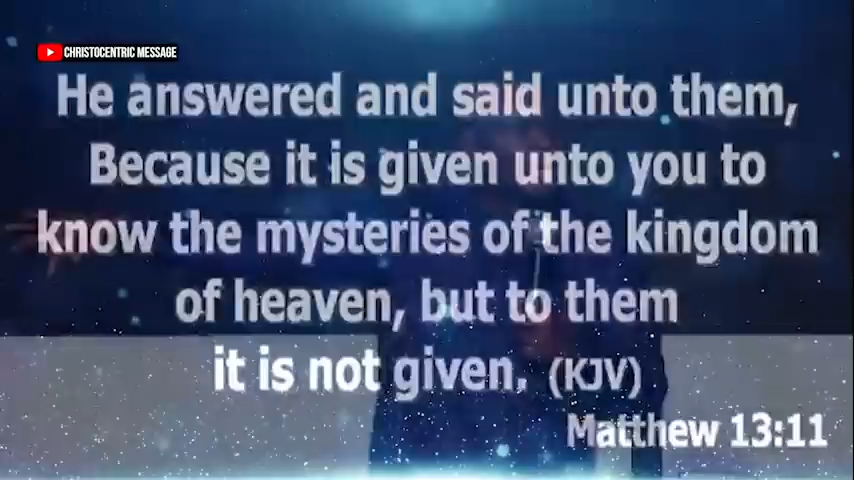 CHRISTOCENTRIC MESSAGE
He answered and said unto them,
Because it is given unto you to
know the mysteries of the kingdom
of heaven, but to them
it is not given. (KJV)
Matthew 13:11